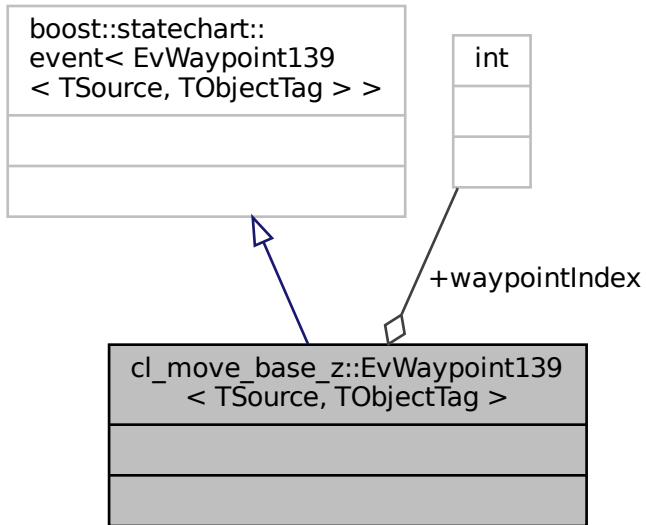 boost::statechart::
event< EvWaypoint139
< TSource, TObjectTag > >
int
+waypointIndex
cl_move_base_z::EvWaypoint139
< TSource, TObjectTag >